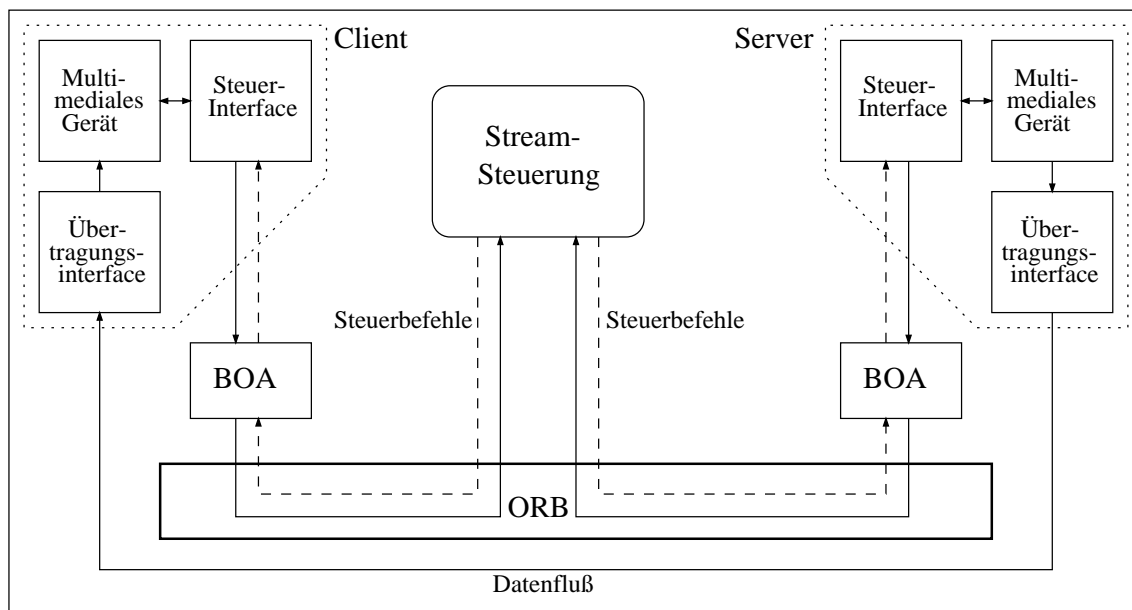 Client
Server
Multi-
mediales
Gerät
Steuer-
Interface
Stream-
Steuerung
Steuer-
Interface
Multi-
mediales
Gerät
Über-
tragungs-
interface
Über-
tragungs-
interface
Steuerbefehle
Steuerbefehle
BOA
BOA
ORB
Datenfluß